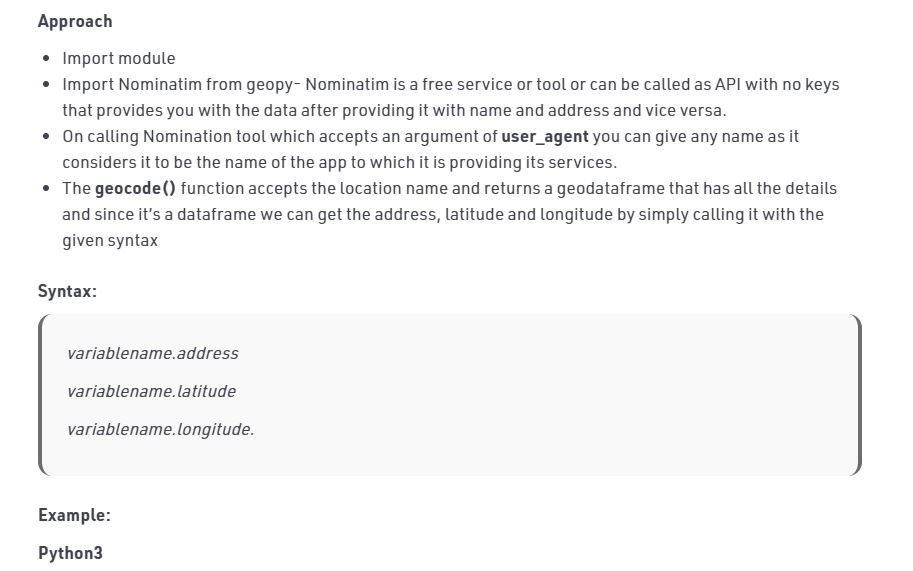 Approach
• Import module
• Import Nominatim from geopy- Nominatim is a free service or tool or can be called as API with no keys
that provides you with the data after providing it with name and address and vice versa.
• On calling Nomination tool which accepts an argument of user_agent you can give any name as it
considers it to be the name of the app to which it is providing its services.
• The geocode() function accepts the location name and returns a geodataframe that has all the details
and since it’s a dataframe we can get the address, latitude and longitude by simply calling it with the
given syntax
Syntax:
variablename.address
variablename.latitude
variablename.longitude.
Example:
Python3